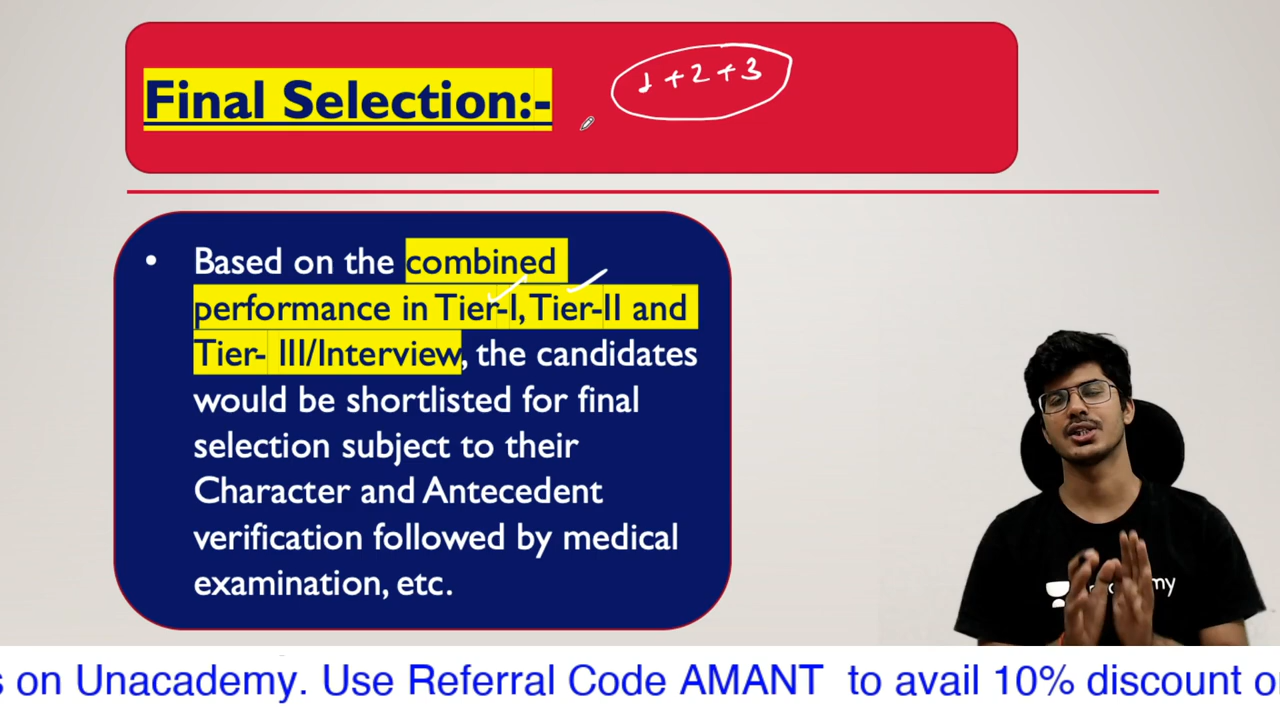 Final Selection:-
1 + 2 + 3
• Based on the combined
performance in Tier-I, Tier-II and
Tier- III/Interview, the candidates
would be shortlisted for final
selection subject to their
Character and Antecedent
verification followed by medical
examination, etc.
my
s on Unacademy. Use Referral Code AMANT to avail 10% discount o